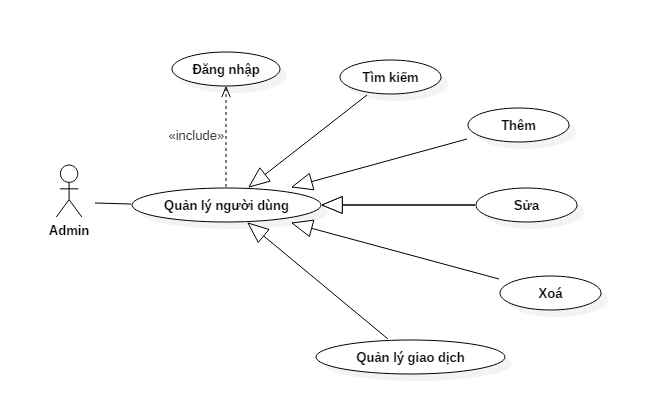 Đăng nhập
Tìm kiếm
Thêm
«include»
Quản lý người dùng
Sửa
Admin
Xoá
Quản lý giao dịch